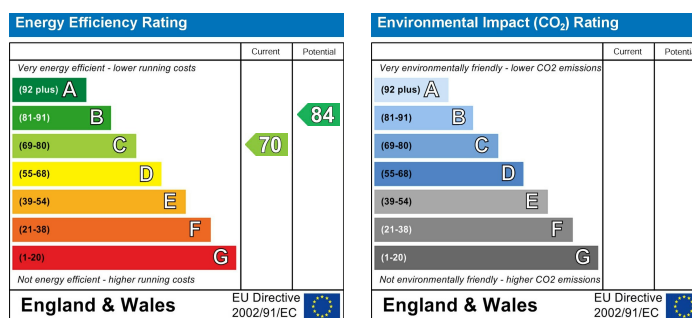 Energy Efficiency Rating
Current Potential
Very energy efficient - lower running costs
(92 plus) A
(81-91) B
84
(69-80) C
70
(55-68) D
(39-54) E
(21-38) F
(1-20) G
Not energy efficient - higher running costs
England & Wales
EU Directive
2002/91/EC
Environmental Impact (CO₂) Rating
Current Potential
Very environmentally friendly - lower CO2 emissions
(92 plus) A
(81-91) B
(69-80) C
(55-68) D
(39-54) E
(21-38) F
(1-20) G
Not environmentally friendly - higher CO2 emissions
England & Wales
EU Directive
2002/91/EC